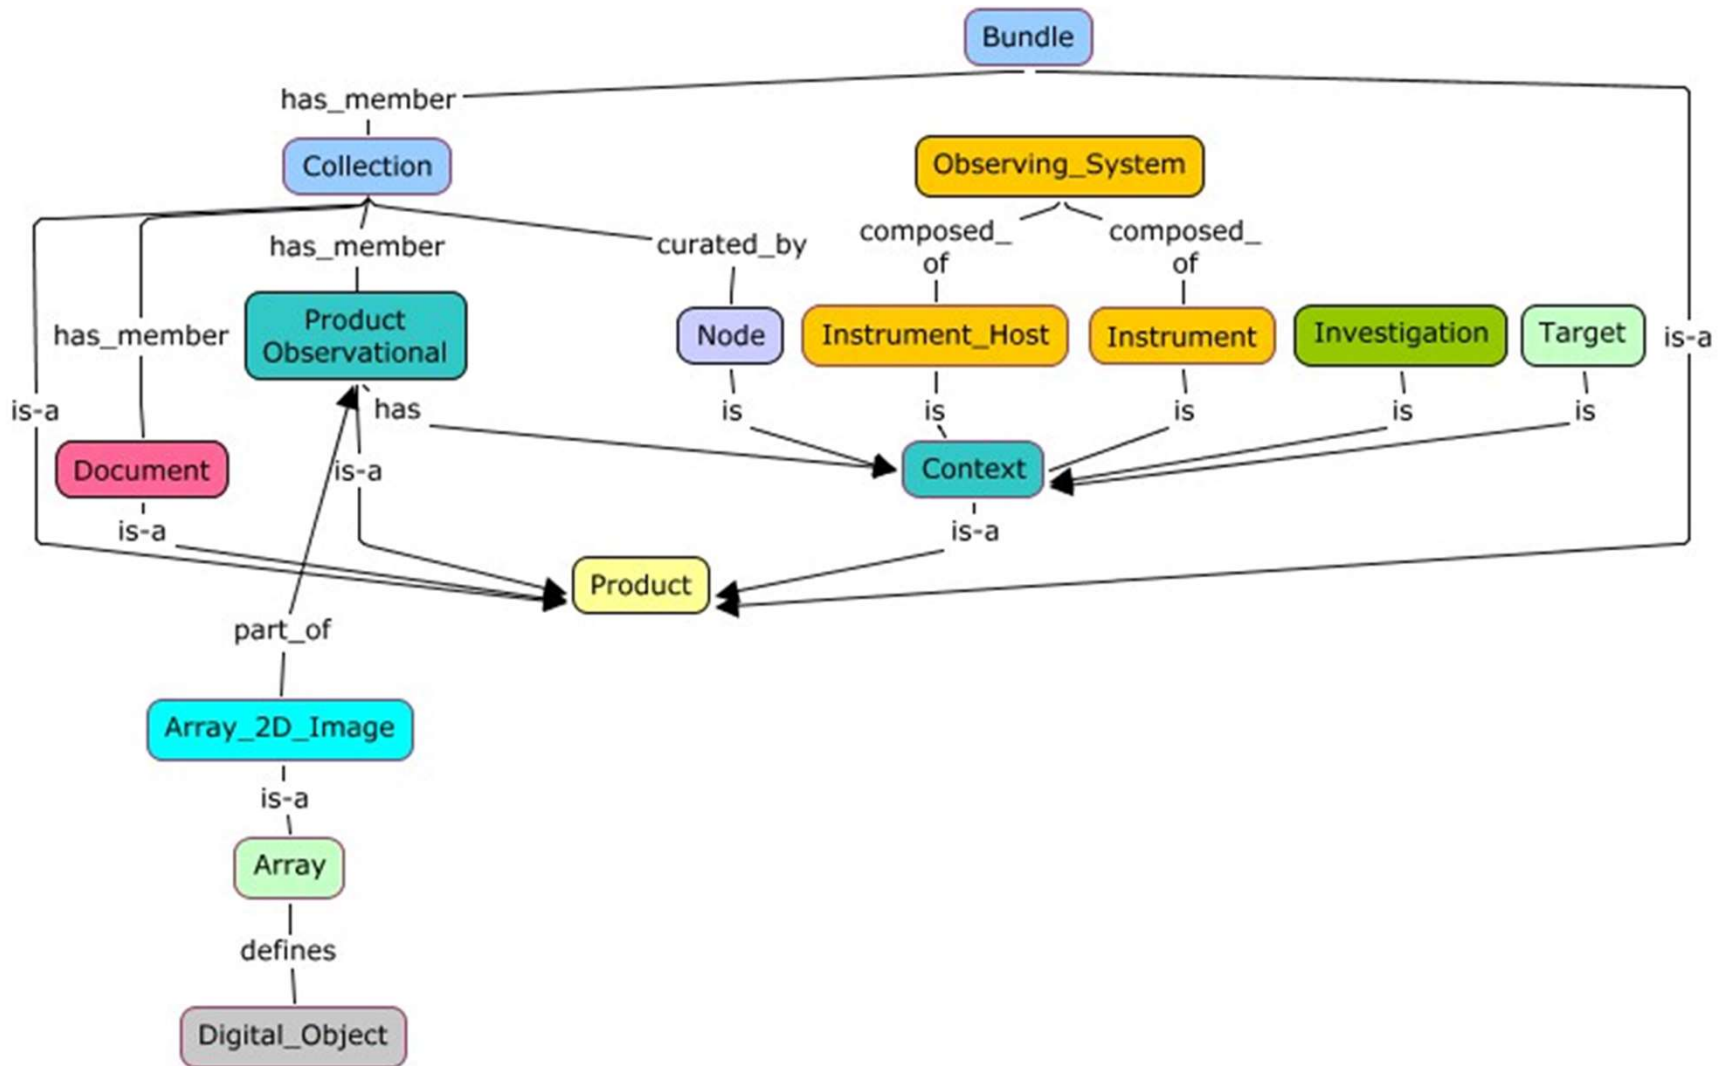 Bundle
has_member
Collection
Observing_System
has_member
curated_by
composed_
of
composed_
of
has_member
Product
Observational
Node
Instrument_Host
Instrument
Investigation
Target
is-a
is-a
has
is
is
is
is
is
Document
is-a
Context
is-a
is-a
Product
part_of
Array_2D_Image
is-a
Array
defines
Digital_Object